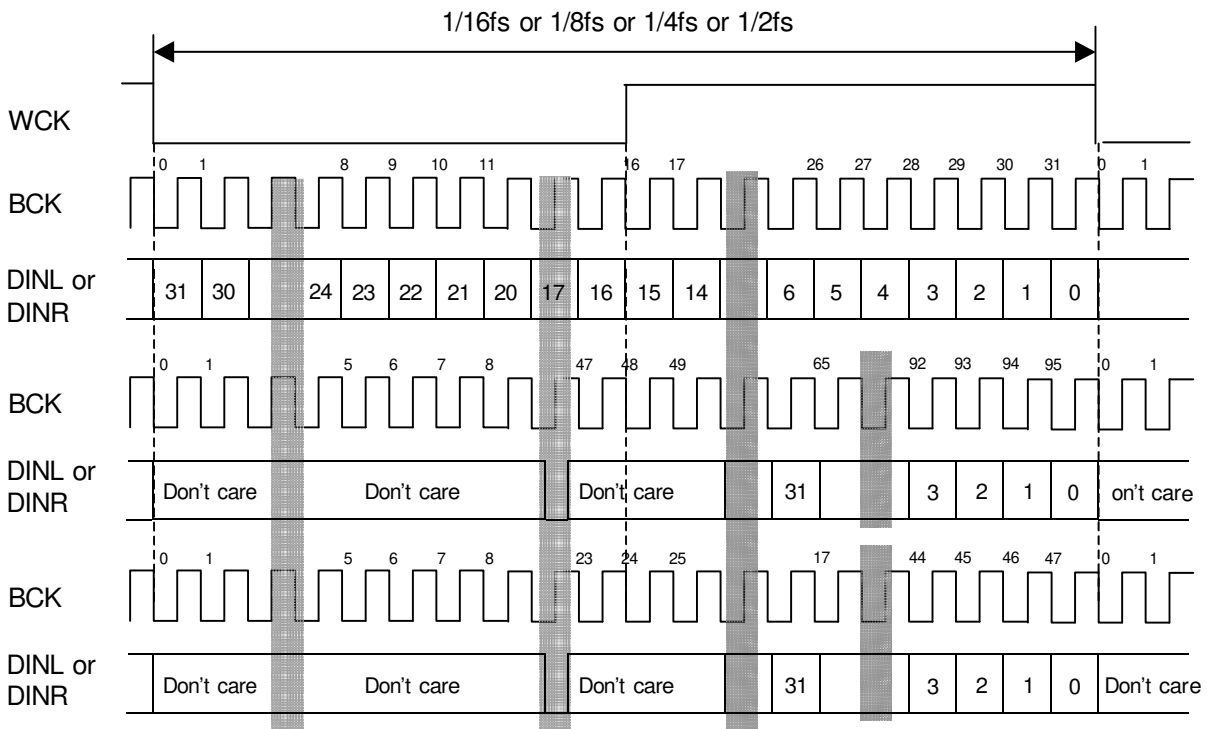 1/16fs or 1/8fs or 1/4fs or 1/2fs
WCK
0 1 8 9 10 11 16 17 26 27 28 29 30 31 0 1
BCK
DINL or
DINR
31 30 24 23 22 21 20 17 16 15 14 6 5 4 3 2 1 0
0 1 5 6 7 8 47 48 49 65 92 93 94 95 0 1
BCK
DINL or
DINR
Don't care Don't care Don't care 31 3 2 1 0 on't care
0 1 5 6 7 8 23 24 25 17 44 45 46 47 0 1
BCK
DINL or
DINR
Don't care Don't care Don't care 31 3 2 1 0 Don't care